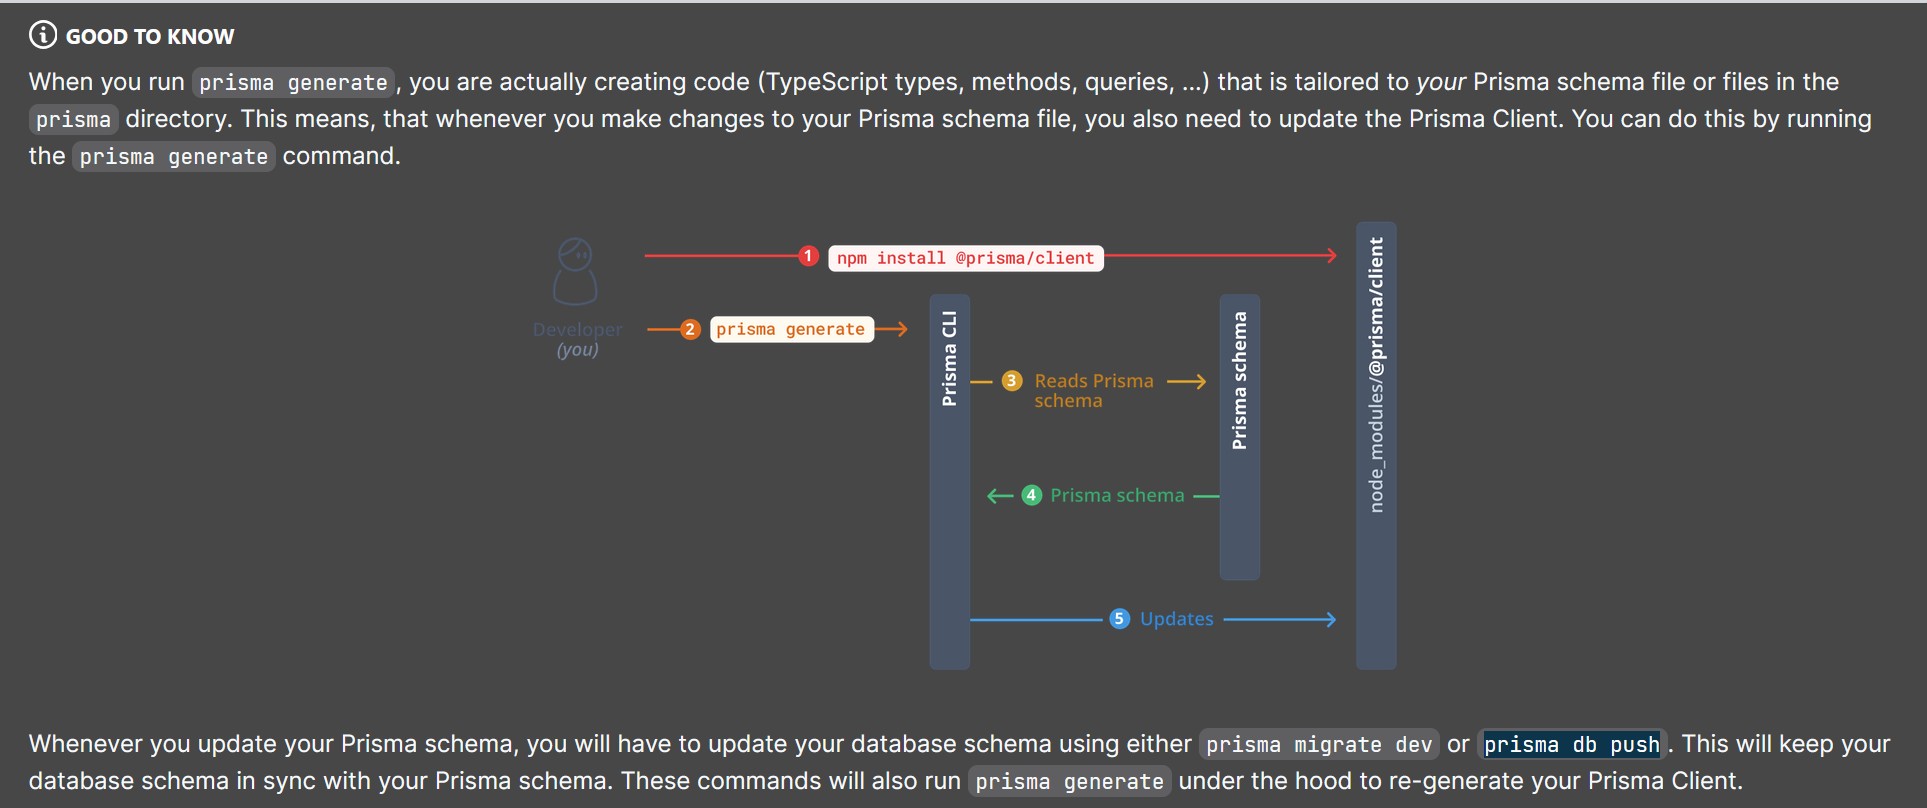 GOOD TO KNOW
When you run prisma generate, you are actually creating code (TypeScript types, methods, queries, ...) that is tailored to your Prisma schema file or files in the
prisma directory. This means, that whenever you make changes to your Prisma schema file, you also need to update the Prisma Client. You can do this by running
the prisma generate command.
1 npm install @prisma/client
Developer
(you)
2 prisma generate
Prisma CLI
3 Reads Prisma
schema
Prisma schema
node_modules/@prisma/client
4 Prisma schema
5 Updates
Whenever you update your Prisma schema, you will have to update your database schema using either prisma migrate dev or prisma db push. This will keep your
database schema in sync with your Prisma schema. These commands will also run prisma generate under the hood to re-generate your Prisma Client.